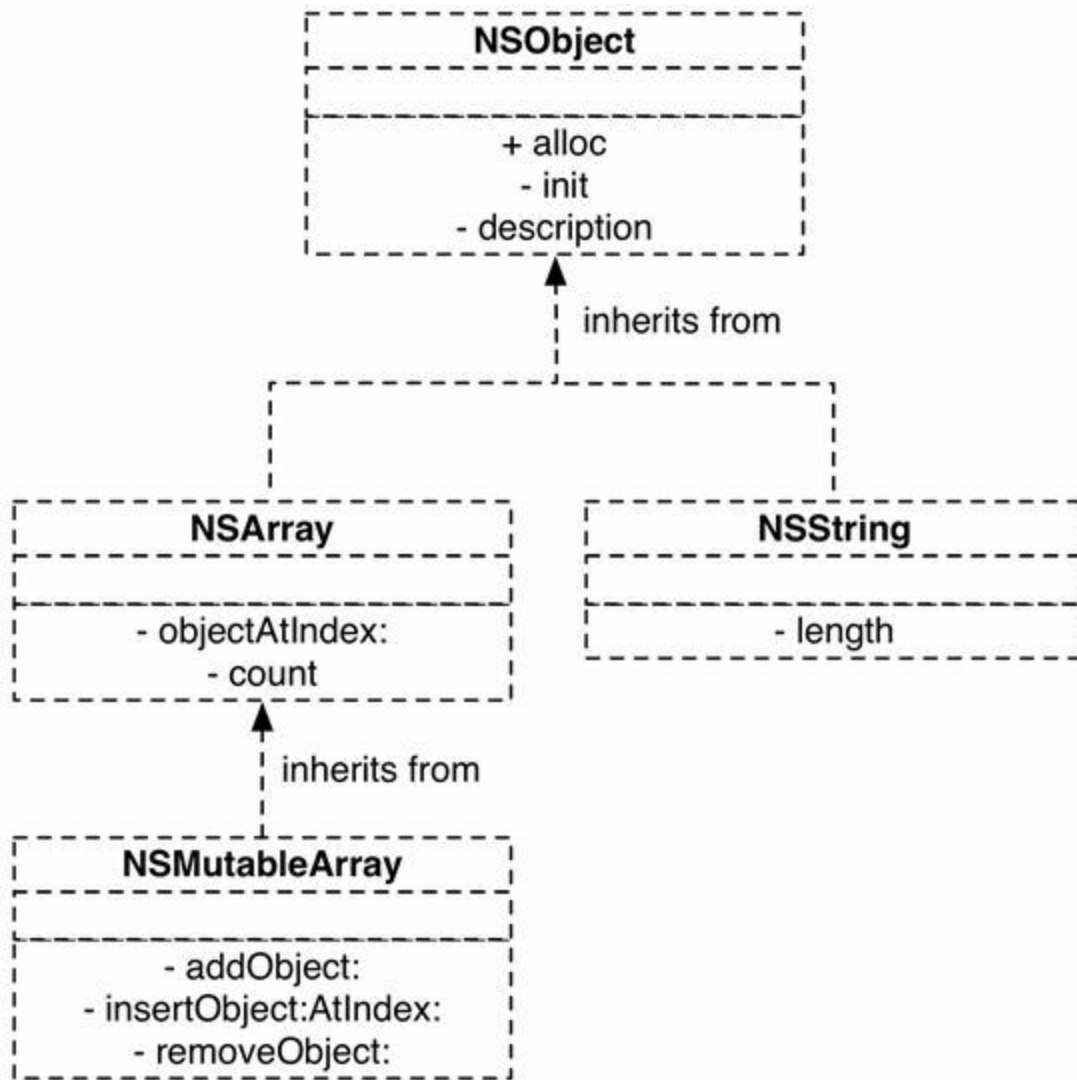 NSObject
+ alloc
- init
- description
inherits from
NSArray
- objectAtIndex:
- count
NSString
- length
inherits from
NSMutableArray
- addObject:
- insertObject:AtIndex:
- removeObject: